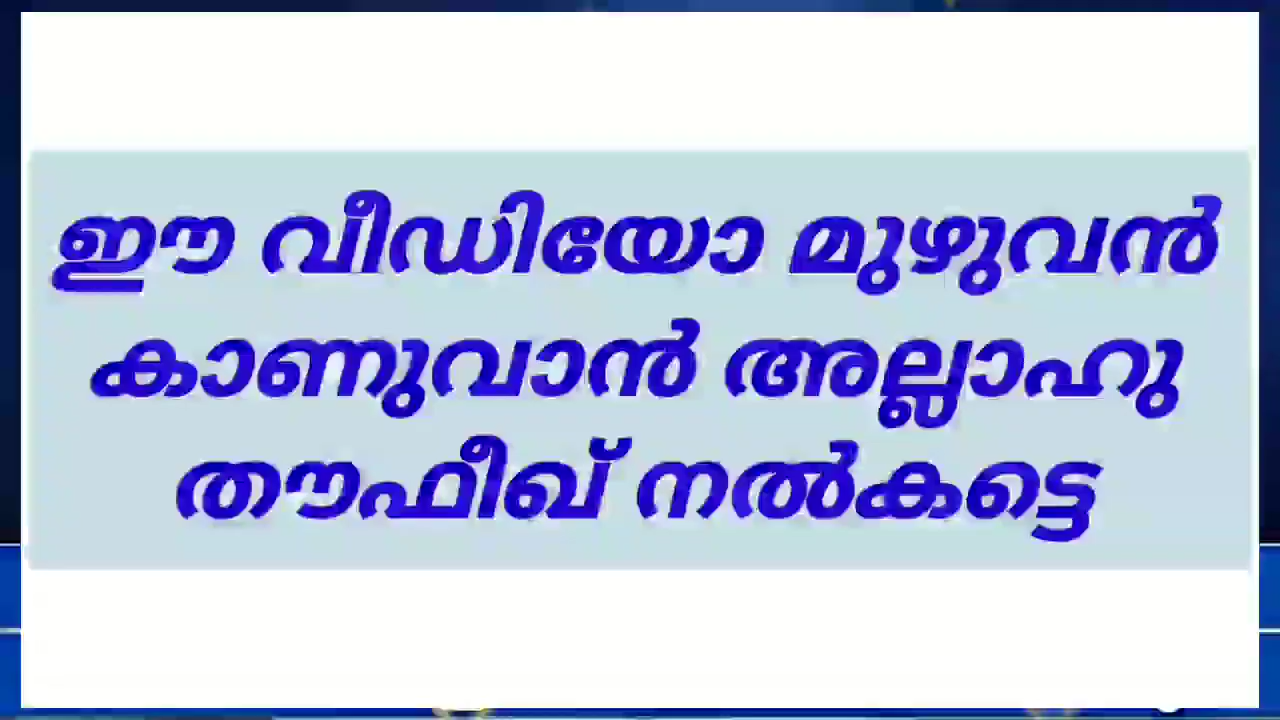 ഈ വീഡിയോ മുഴുവൻ
കാണുവാൻ അല്ലാഹു
തൗഫീഖ് നൽകട്ടെ